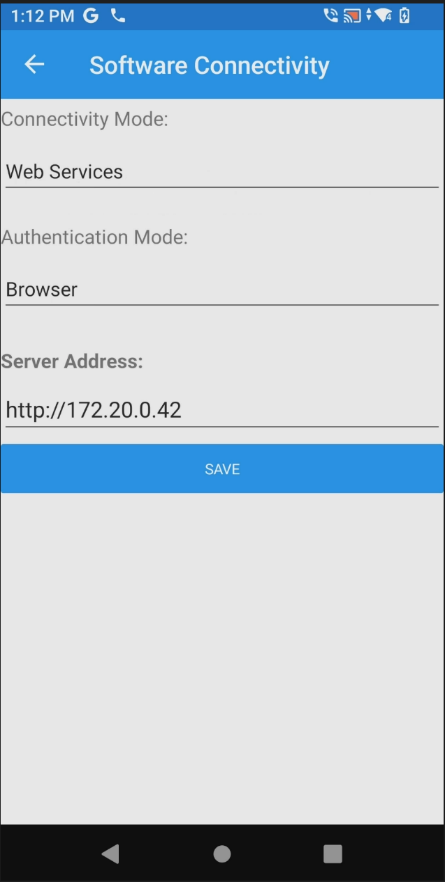 1:12 PM G
Software Connectivity
Connectivity Mode:
Web Services
Authentication Mode:
Browser
Server Address:
http://172.20.0.42
SAVE